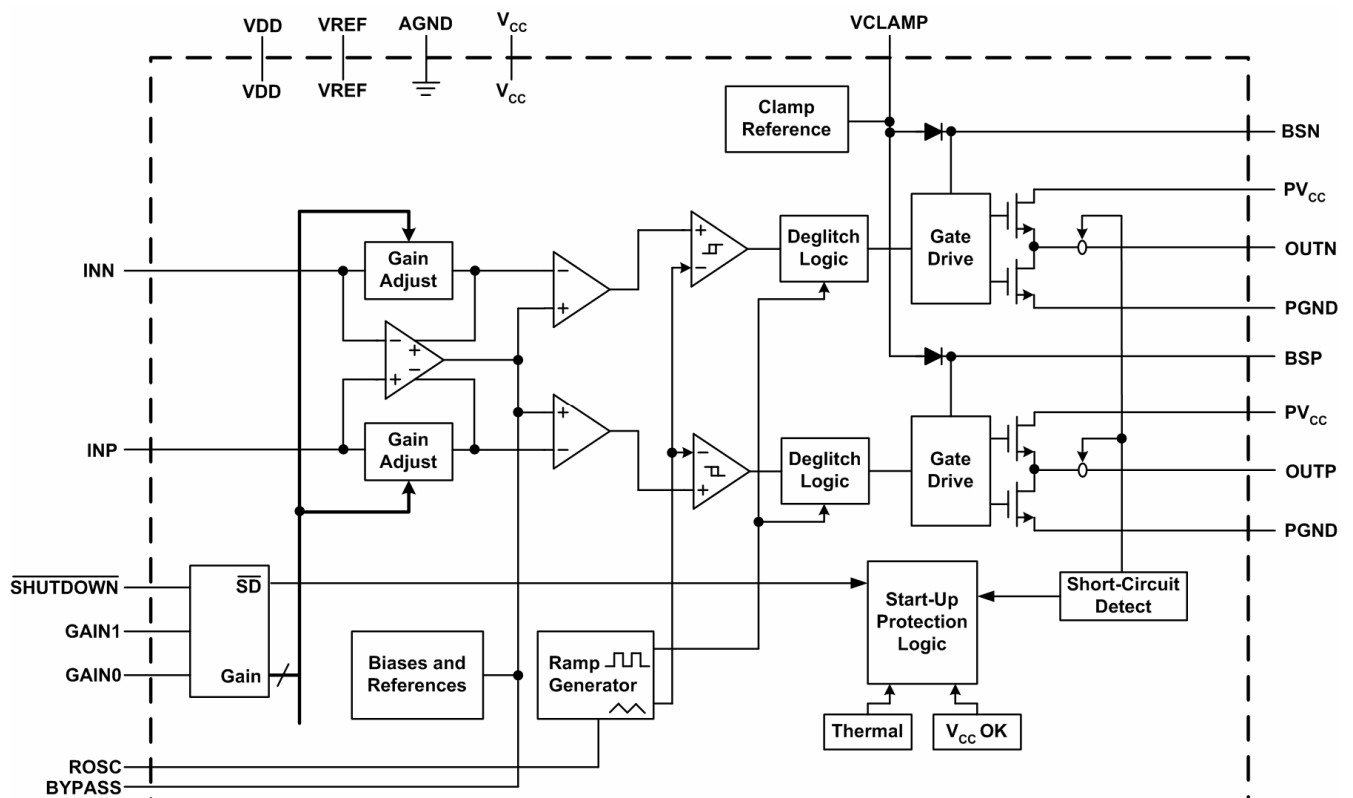 VDD
VREF
AGND
VCC
VCLAMP
VDD
VREF
VCC
Clamp
Reference
BSN
PVCC
Gain
Adjust
Deglitch
Logic
Gate
Drive
INN
OUTN
PGND
BSP
PVCC
Gain
Adjust
Deglitch
Logic
Gate
Drive
INP
OUTP
PGND
SHUTDOWN
SD
GAIN1
GAIN0
Gain
Start-Up
Protection
Logic
Short-Circuit
Detect
Biases and
References
Ramp
Generator
Thermal
VCC OK
ROSC
BYPASS